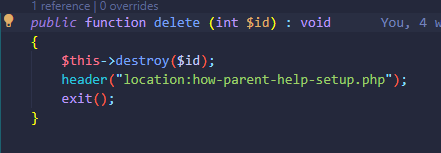 1 reference | 0 overrides
public function delete (int $id) : void You, 4 w
{
$this->destroy($id);
header("location:how-parent-help-setup.php");
exit();
}